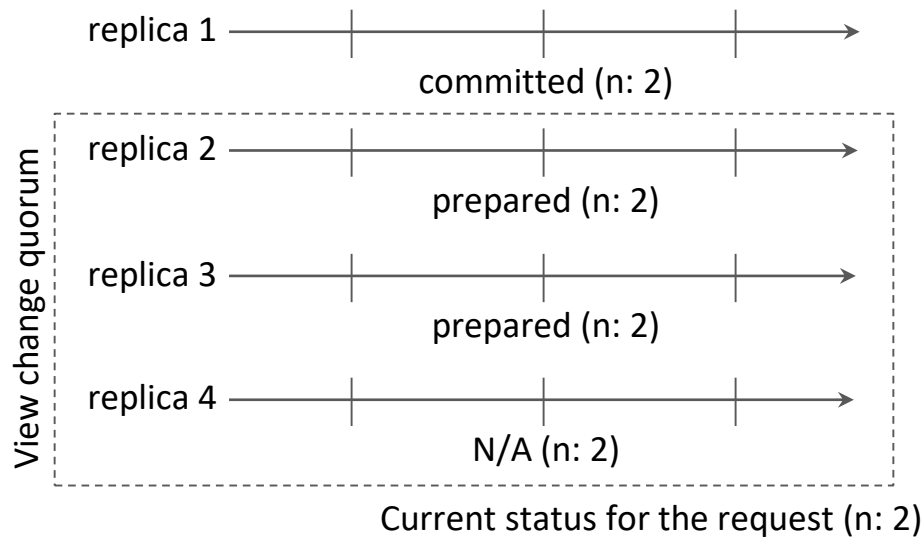 replica 1
committed (n: 2)
View change quorum
replica 2
prepared (n: 2)
replica 3
prepared (n: 2)
replica 4
N/A (n: 2)
Current status for the request (n: 2)